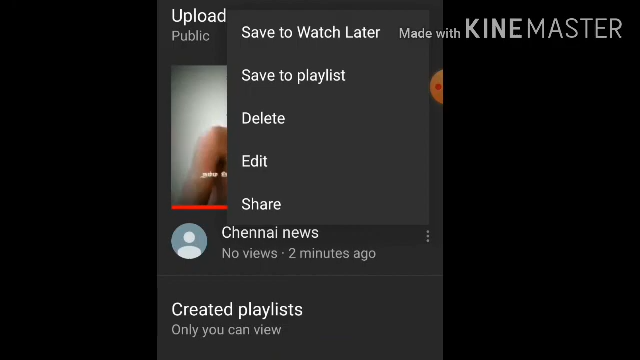 Uploads
Public
Save to Watch Later
Made with KINEMASTER
Save to playlist
Delete
Edit
Share
Chennai news
No views · 2 minutes ago
Created playlists
Only you can view